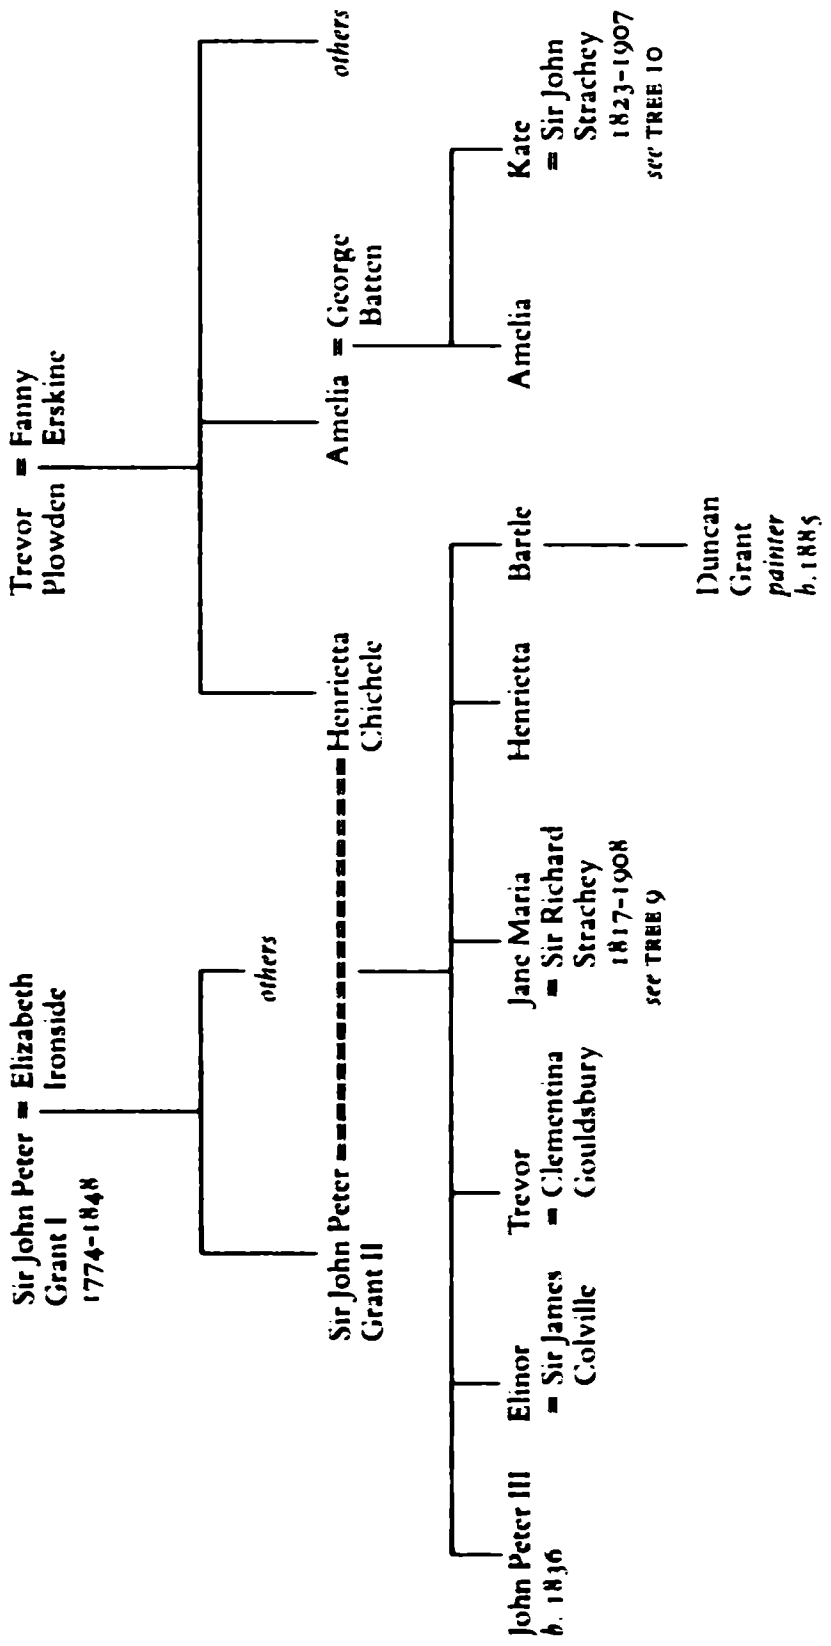 Sir John Peter = Elizabeth
Grant I Ironside
1774-1848
Trevor = Fanny
Plowden Erskine
Sir John Peter ================== Henrietta
Grant II Chichele
others
Amelia = George
Batten
others
John Peter III
b. 1836
Elinor
= Sir James
Colville
Trevor
= Clementina
Gouldsbury
Jane Maria
= Sir Richard
Strachey
1817-1908
see TREE 9
Henrietta
Bartle
Amelia
Kate
= Sir John
Strachey
1823-1907
see TREE 10
Duncan
Grant
painter
b. 1885